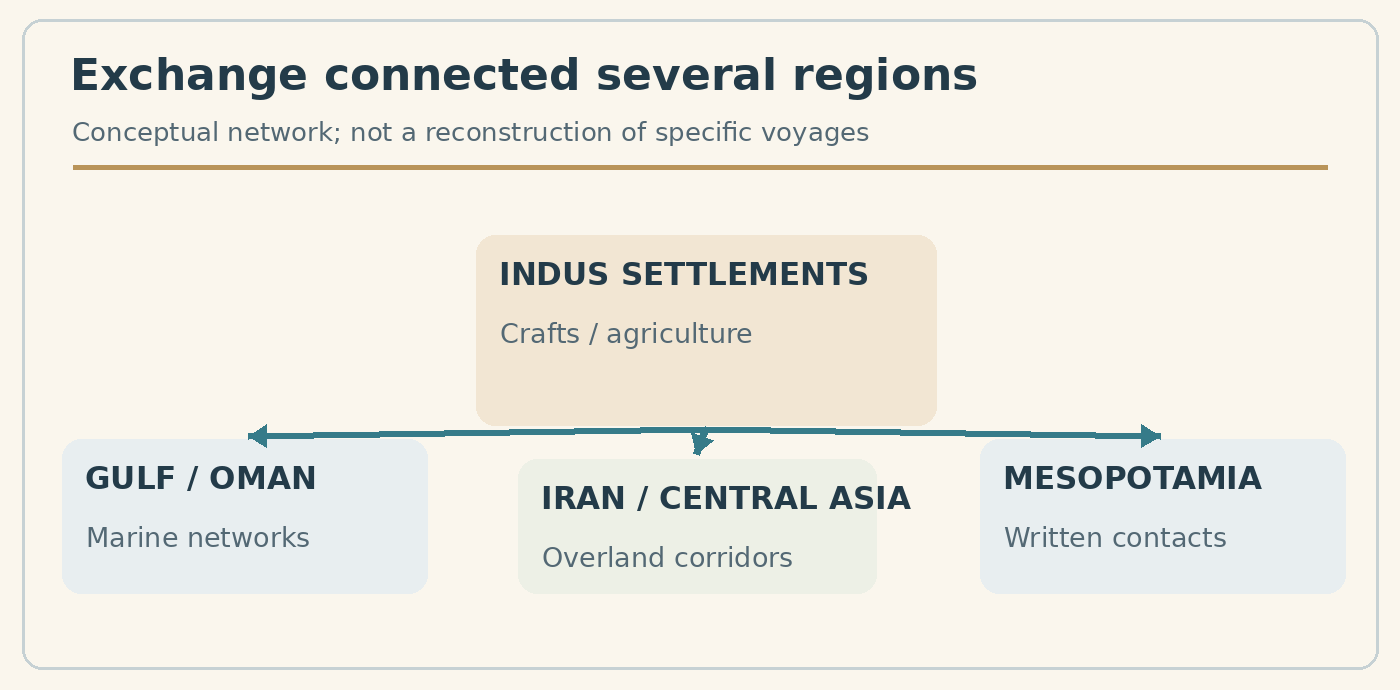 Exchange connected several regions
Conceptual network; not a reconstruction of specific voyages
INDUS SETTLEMENTS
Crafts / agriculture
GULF / OMAN
Marine networks
IRAN / CENTRAL ASIA
Overland corridors
MESOPOTAMIA
Written contacts